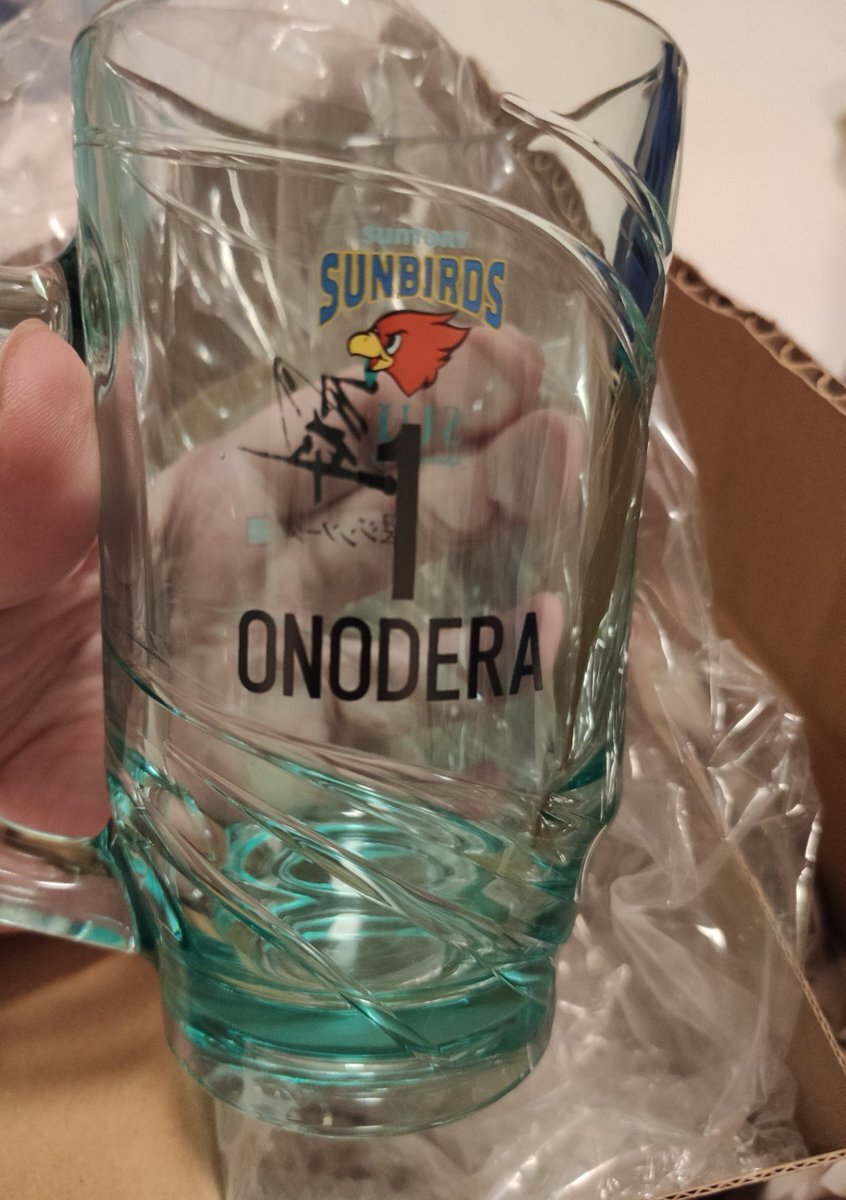 SUNTORY
SUNBIRDS
1
ONODERA